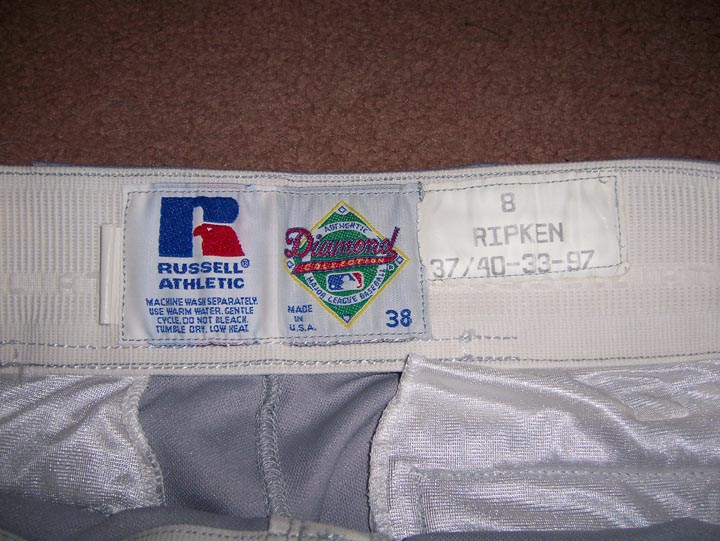 RUSSELL®
ATHLETIC
MACHINE WASH SEPARATELY.
USE WARM WATER. GENTLE
CYCLE. DO NOT BLEACH.
TUMBLE DRY, LOW HEAT.
AUTHENTIC
Diamond
COLLECTION
MAJOR LEAGUE BASEBALL
MADE
IN
U.S.A.
38
8
RIPKEN
37/40-33-97